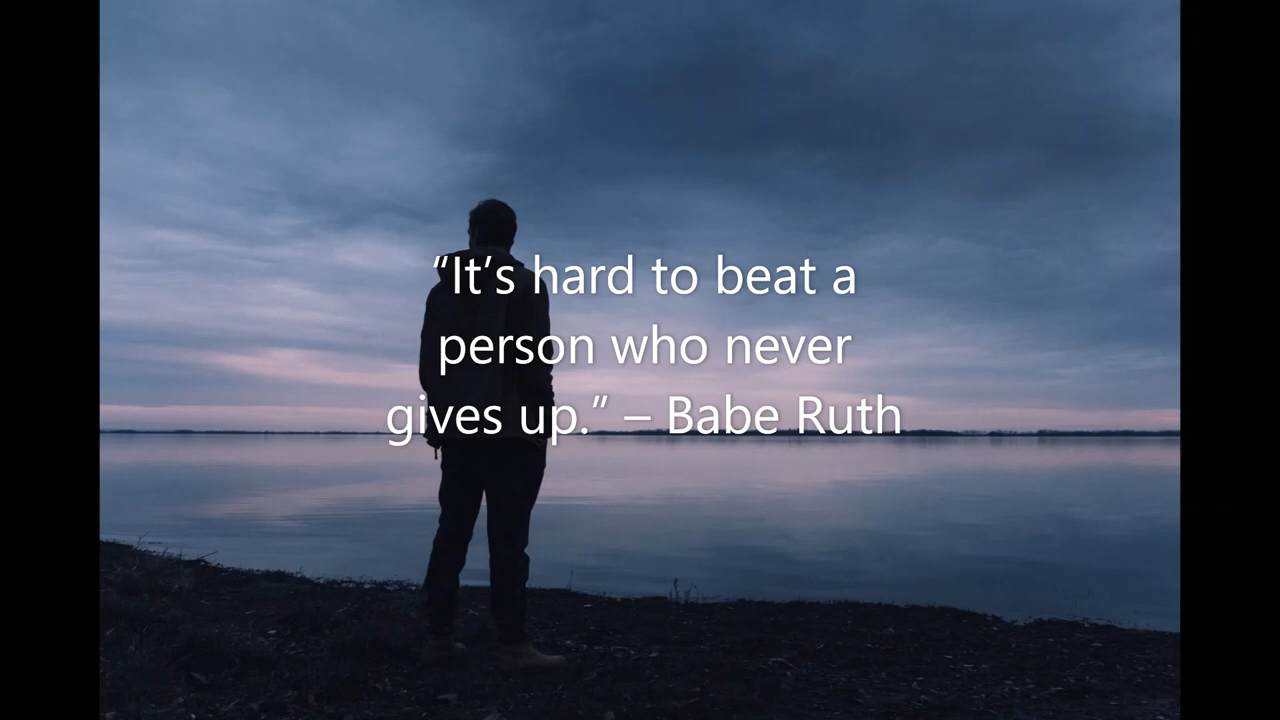 “It’s hard to beat a
person who never
gives up.” – Babe Ruth